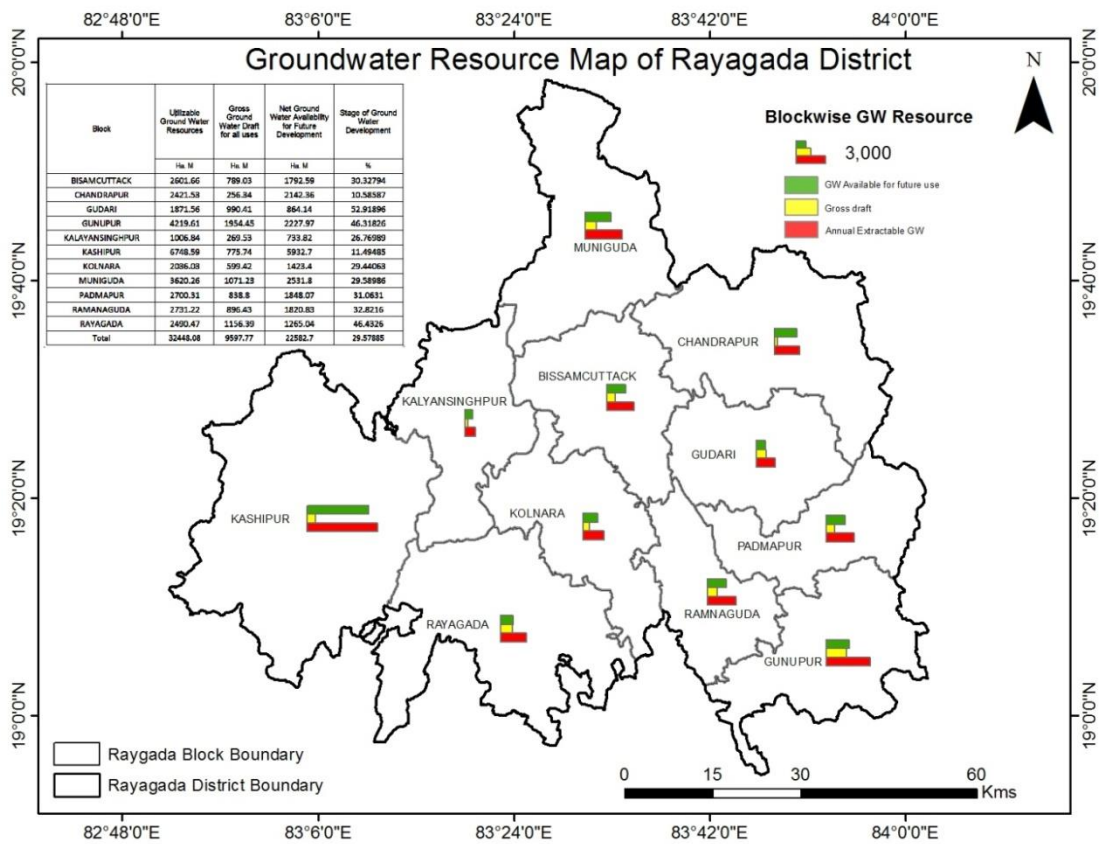 82°48'0"E 83°6'0"E 83°24'0"E 83°42'0"E 84°0'0"E
Groundwater Resource Map of Rayagada District
N
20°0'0"N
20°0'0"N
Block | Utilizable Ground Water Resources | Gross Ground Water Draft for all uses | Net Ground Water Availability for Future Development | Stage of Ground Water Development
Ha. M | Ha. M | Ha. M | %
BISAMCUTTACK 2601.66 789.03 1792.59 30.32794
CHANDRAPUR 2421.53 256.34 2142.36 10.58587
GUDARI 1871.56 990.41 864.14 52.91896
GUNUPUR 4219.61 1954.45 2227.97 46.31826
KALAYANSINGHPUR 1006.84 269.53 733.82 26.76989
KASHIPUR 6748.59 775.74 5932.7 11.49485
KOLNARA 2036.03 599.42 1423.4 29.44063
MUNIGUDA 3620.26 1071.23 2531.8 29.58986
PADMAPUR 2700.31 838.8 1848.07 31.0631
RAMANAGUDA 2731.22 896.43 1820.83 32.8216
RAYAGADA 2490.47 1156.39 1265.04 46.4326
Total 32448.08 9597.77 22582.7 29.57885
Blockwise GW Resource
3,000
GW Available for future use
Gross draft
Annual Extractable GW
MUNIGUDA
19°40'0"N
19°40'0"N
CHANDRAPUR
BISSAMCUTTACK
KALYANSINGHPUR
GUDARI
19°20'0"N
19°20'0"N
KASHIPUR
KOLNARA
PADMAPUR
RAMNAGUDA
RAYAGADA
GUNUPUR
19°0'0"N
19°0'0"N
Raygada Block Boundary
Rayagada District Boundary
0 15 30 60
Kms
82°48'0"E 83°6'0"E 83°24'0"E 83°42'0"E 84°0'0"E